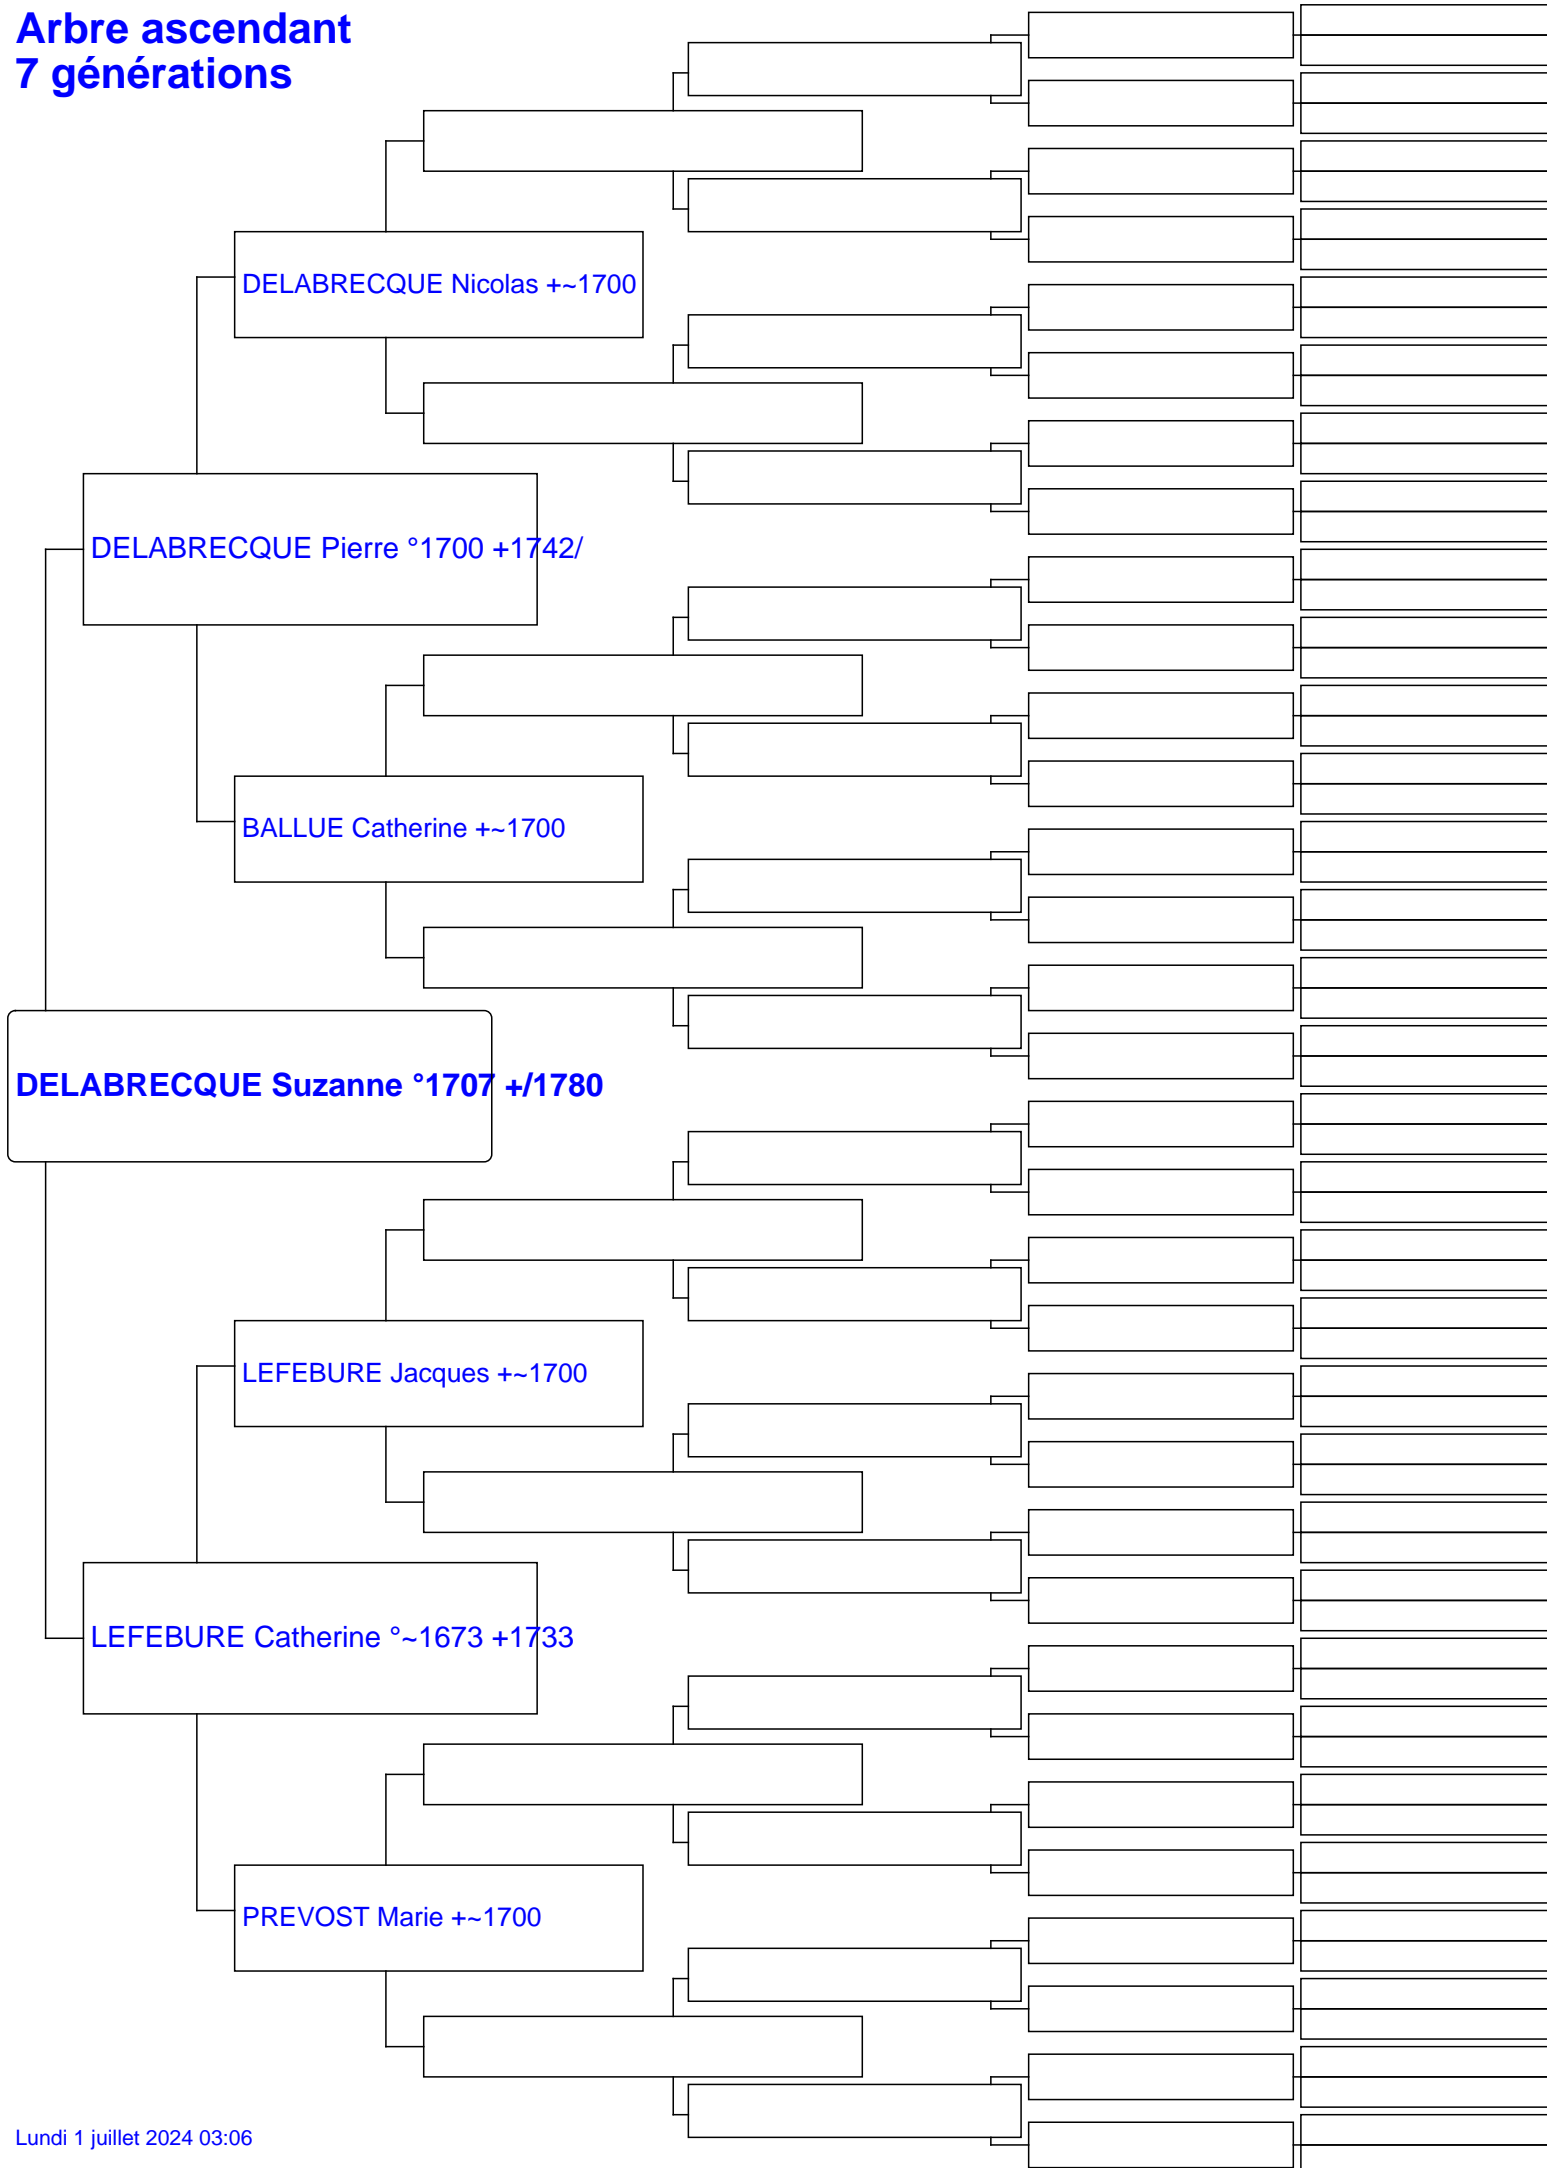 Arbre ascendant
7 générations
DELABRECQUE Nicolas +~1700
DELABRECQUE Pierre °1700 +1742/
BALLUE Catherine +~1700
DELABRECQUE Suzanne °1707 +/1780
LEFEBURE Jacques +~1700
LEFEBURE Catherine °~1673 +1733
PREVOST Marie +~1700
Lundi 1 juillet 2024 03:06